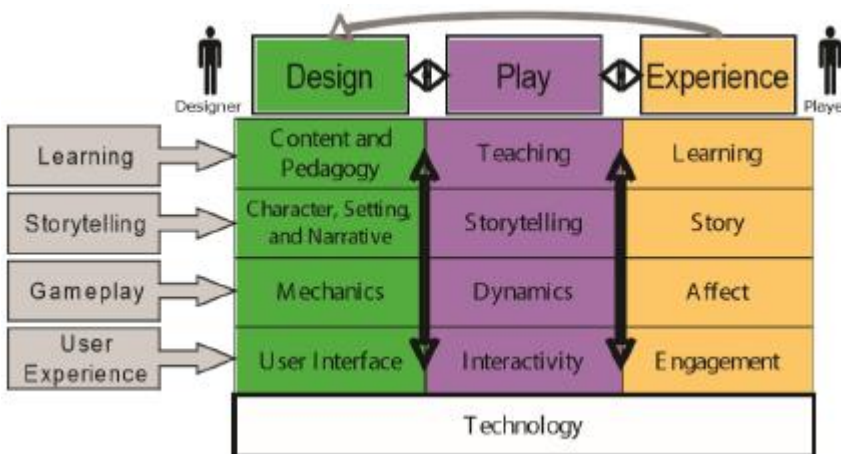 Design Play Experience
Designer
Playe
Learning
Content and
Pedagogy
Teaching
Learning
Storytelling
Character, Setting,
and Narrative
Storytelling
Story
Gameplay
Mechanics
Dynamics
Affect
User
Experience
User Interface
Interactivity
Engagement
Technology